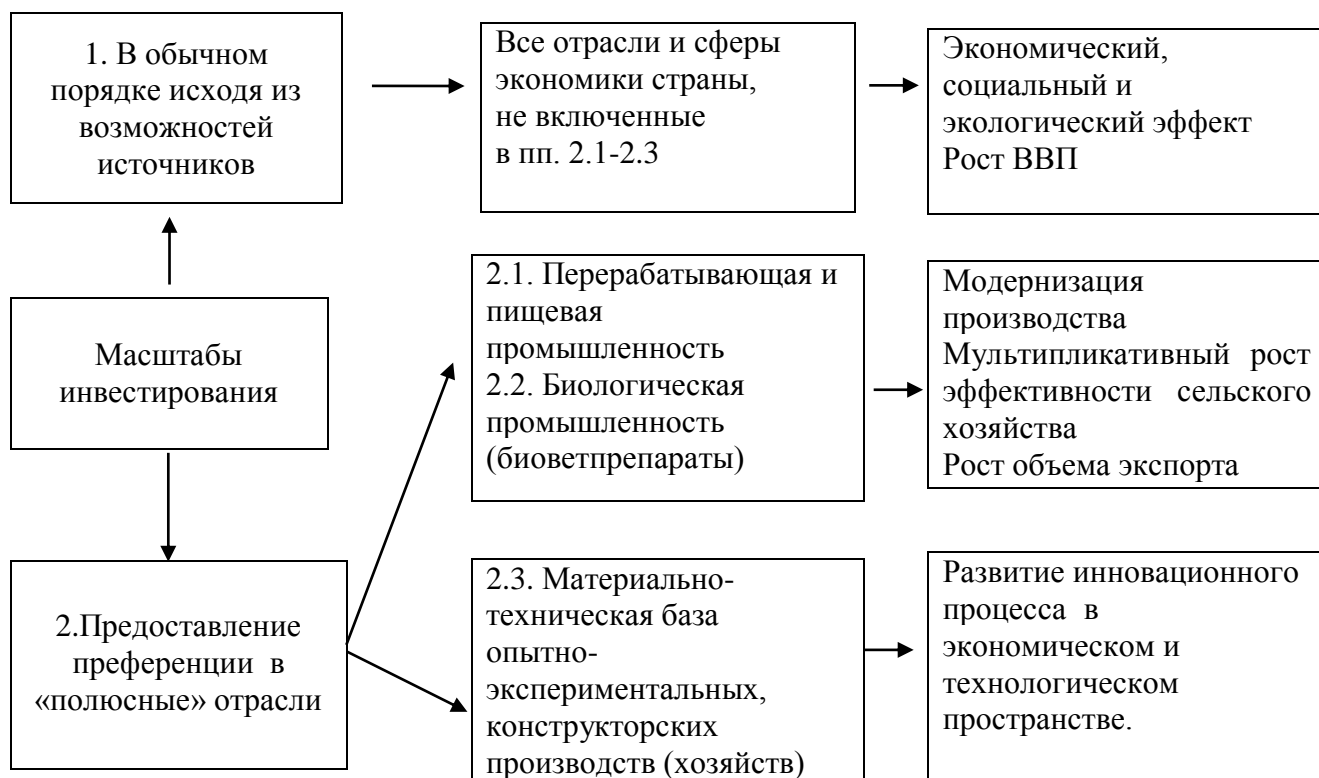 1. В обычном
порядке исходя из
возможностей
источников
Все отрасли и сферы
экономики страны,
не включенные
в пп. 2.1-2.3
Экономический,
социальный и
экологический эффект
Рост ВВП
Масштабы
инвестирования
2.1. Перерабатывающая и
пищевая
промышленность
2.2. Биологическая
промышленность
(биоветпрепараты)
Модернизация
производства
Мультипликативный рост
эффективности сельского
хозяйства
Рост объема экспорта
2.Предоставление
преференции в
«полюсные» отрасли
2.3. Материально-
техническая база
опытно-
экспериментальных,
конструкторских
производств (хозяйств)
Развитие инновационного
процесса в
экономическом и
технологическом
пространстве.